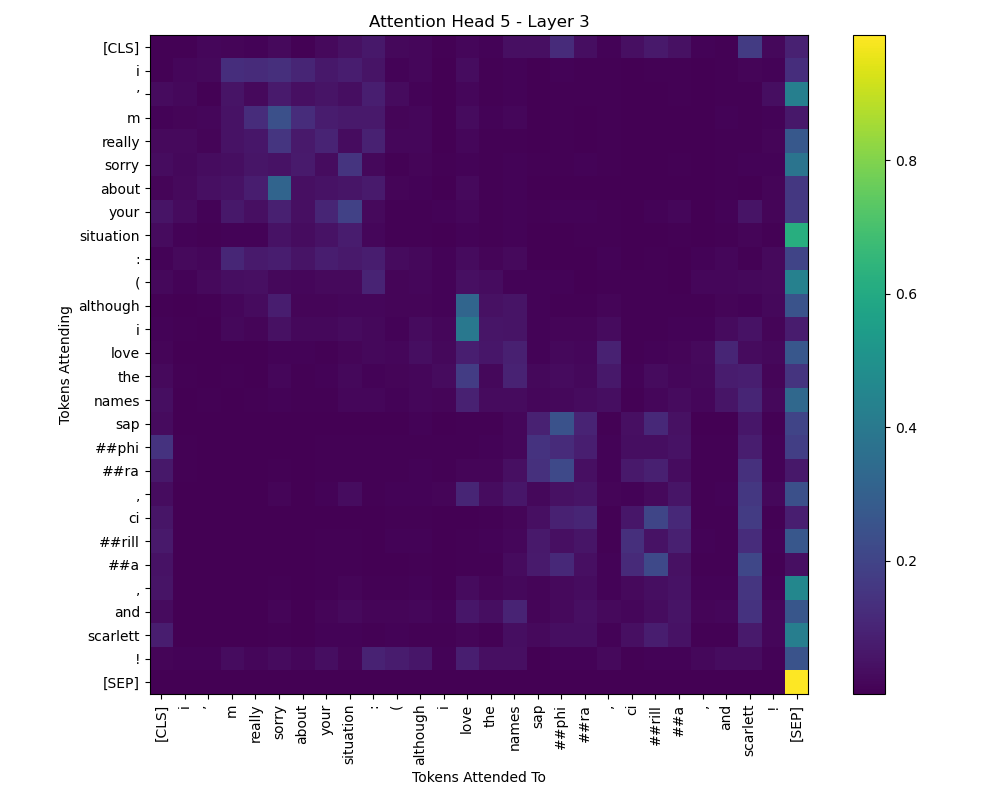 Attention Head 5 - Layer 3
Tokens Attending
[CLS]
i
’
m
really
sorry
about
your
situation
:
(
although
i
love
the
names
sap
##phi
##ra
,
ci
##rill
##a
,
and
scarlett
!
[SEP]
[CLS]
i
’
m
really
sorry
about
your
situation
:
(
although
i
love
the
names
sap
##phi
##ra
,
ci
##rill
##a
,
and
scarlett
!
[SEP]
Tokens Attended To
0.8
0.6
0.4
0.2